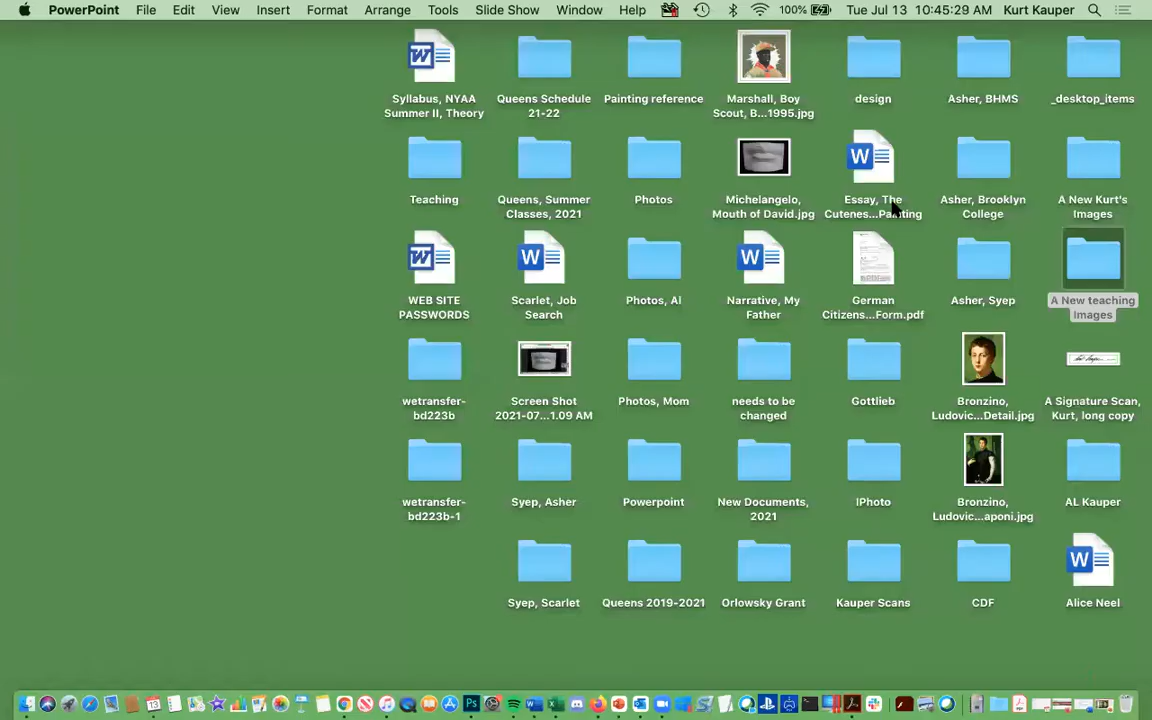 PowerPoint File Edit View Insert Format Arrange Tools Slide Show Window Help 100% Tue Jul 13 10:45:29 AM Kurt Kauper
Syllabus, NYAA
Summer II, Theory
Queens Schedule
21-22
Painting reference
Marshall, Boy
Scout, B...1995.jpg
design
Asher, BHMS
_desktop_items
Teaching
Queens, Summer
Classes, 2021
Photos
Michelangelo,
Mouth of David.jpg
Essay, The
Cutenes...Painting
Asher, Brooklyn
College
A New Kurt's
Images
WEB SITE
PASSWORDS
Scarlet, Job
Search
Photos, Al
Narrative, My
Father
German
Citizens...Form.pdf
Asher, Syep
A New teaching
Images
wetransfer-
bd223b
Screen Shot
2021-07...1.09 AM
Photos, Mom
needs to be
changed
Gottlieb
Bronzino,
Ludovic...Detail.jpg
A Signature Scan,
Kurt, long copy
wetransfer-
bd223b-1
Syep, Asher
Powerpoint
New Documents,
2021
IPhoto
Bronzino,
Ludovic...aponi.jpg
AL Kauper
Syep, Scarlet
Queens 2019-2021
Orlowsky Grant
Kauper Scans
CDF
Alice Neel